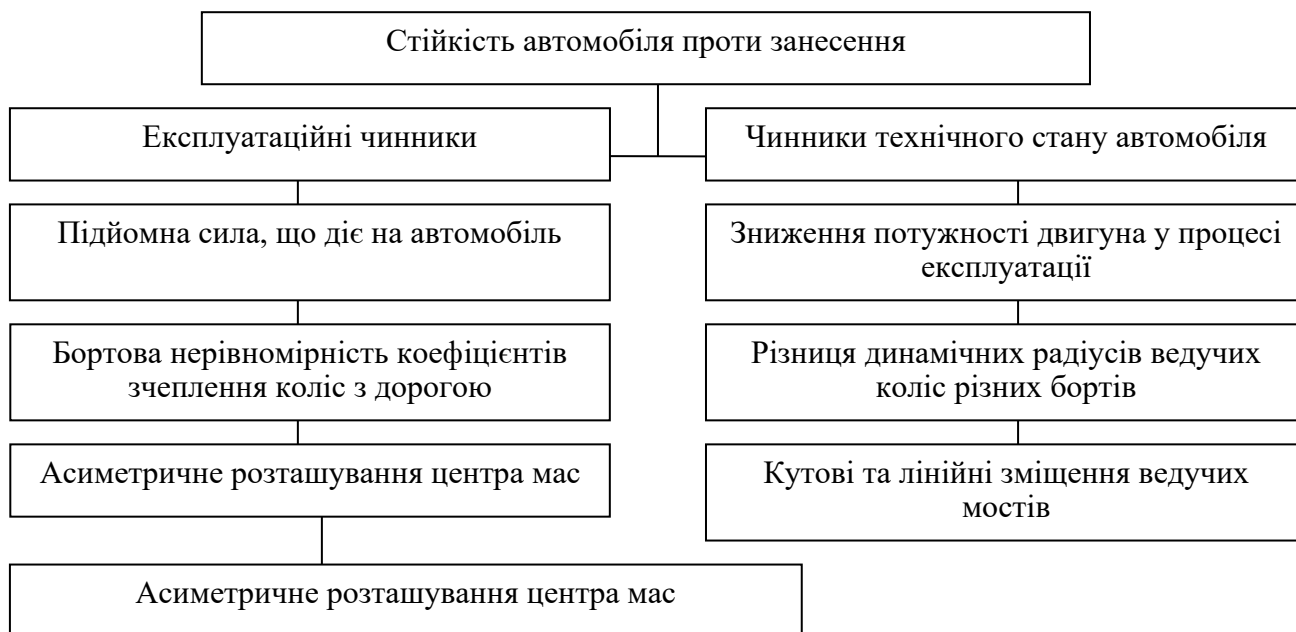 Стійкість автомобіля проти занесення
Експлуатаційні чинники
Чинники технічного стану автомобіля
Підйомна сила, що діє на автомобіль
Зниження потужності двигуна у процесі
експлуатації
Бортова нерівномірність коефіцієнтів
зчеплення коліс з дорогою
Різниця динамічних радіусів ведучих
коліс різних бортів
Асиметричне розташування центра мас
Кутові та лінійні зміщення ведучих
мостів
Асиметричне розташування центра мас